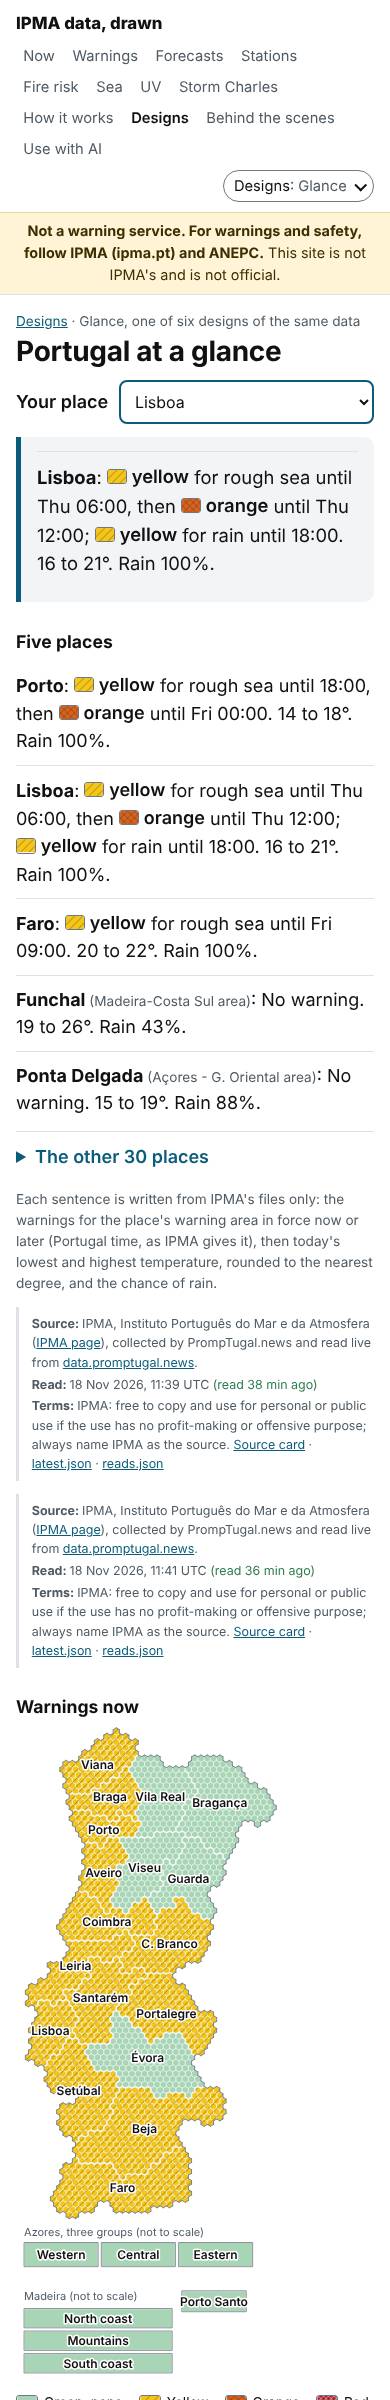 IPMA data, drawn
Now Warnings Forecasts Stations
Fire risk Sea UV Storm Charles
How it works Designs Behind the scenes
Use with AI
Designs: Glance
Not a warning service. For warnings and safety,
follow IPMA (ipma.pt) and ANEPC. This site is not
IPMA's and is not official.
Designs · Glance, one of six designs of the same data
Portugal at a glance
Your place Lisboa
Lisboa: yellow for rough sea until
Thu 06:00, then orange until Thu
12:00; yellow for rain until 18:00.
16 to 21°. Rain 100%.
Five places
Porto: yellow for rough sea until 18:00,
then orange until Fri 00:00. 14 to 18°.
Rain 100%.
Lisboa: yellow for rough sea until Thu
06:00, then orange until Thu 12:00;
yellow for rain until 18:00. 16 to 21°.
Rain 100%.
Faro: yellow for rough sea until Fri
09:00. 20 to 22°. Rain 100%.
Funchal (Madeira-Costa Sul area): No warning.
19 to 26°. Rain 43%.
Ponta Delgada (Açores - G. Oriental area): No
warning. 15 to 19°. Rain 88%.
The other 30 places
Each sentence is written from IPMA's files only: the
warnings for the place's warning area in force now or
later (Portugal time, as IPMA gives it), then today's
lowest and highest temperature, rounded to the nearest
degree, and the chance of rain.
Source: IPMA, Instituto Português do Mar e da Atmosfera
(IPMA page), collected by PrompTugal.news and read live
from data.promptugal.news.
Read: 18 Nov 2026, 11:39 UTC (read 38 min ago)
Terms: IPMA: free to copy and use for personal or public
use if the use has no profit-making or offensive purpose;
always name IPMA as the source. Source card ·
latest.json · reads.json
Source: IPMA, Instituto Português do Mar e da Atmosfera
(IPMA page), collected by PrompTugal.news and read live
from data.promptugal.news.
Read: 18 Nov 2026, 11:41 UTC (read 36 min ago)
Terms: IPMA: free to copy and use for personal or public
use if the use has no profit-making or offensive purpose;
always name IPMA as the source. Source card ·
latest.json · reads.json
Warnings now
Viana
Braga Vila Real Bragança
Porto
Aveiro Viseu
Guarda
Coimbra
C. Branco
Leiria
Santarém
Portalegre
Lisboa
Évora
Setúbal
Beja
Faro
Azores, three groups (not to scale)
Western Central Eastern
Madeira (not to scale) Porto Santo
North coast
Mountains
South coast